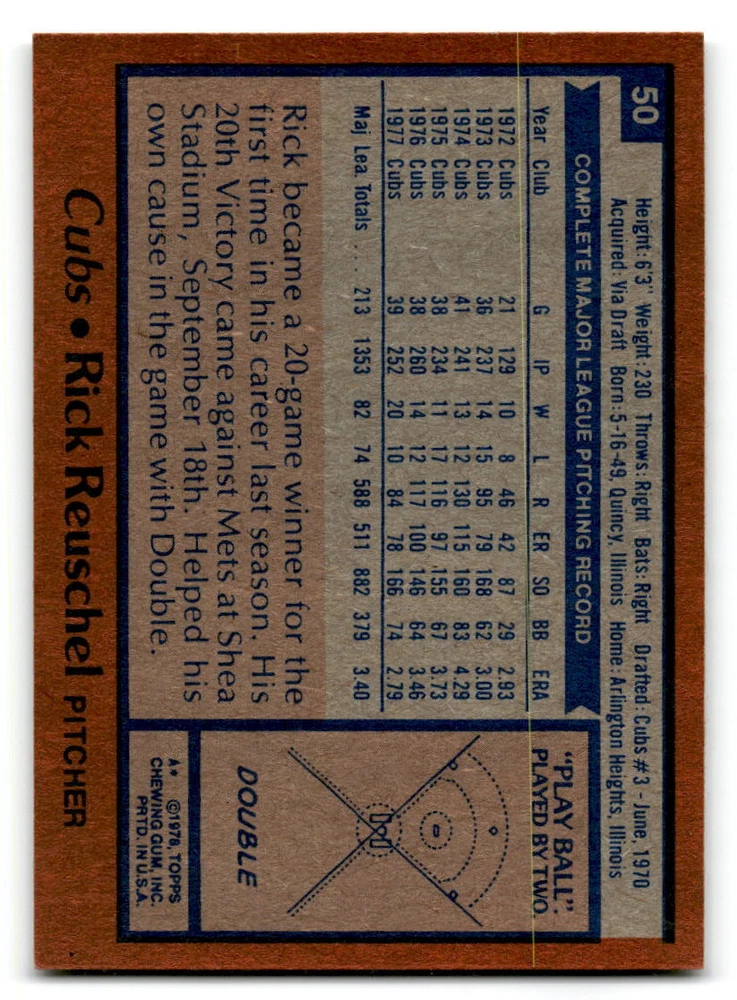 50
Height: 6'3" Weight: 230 Throws: Right Bats: Right Drafted: Cubs #3 - June, 1970
Acquired: Via Draft Born: 5-16-49, Quincy, Illinois Home: Arlington Heights, Illinois
COMPLETE MAJOR LEAGUE PITCHING RECORD
Year Club G IP W L R ER SO BB ERA
1972 Cubs 21 129 10 8 46 42 87 29 2.93
1973 Cubs 36 237 14 15 95 79 168 62 3.00
1974 Cubs 41 241 13 12 130 115 160 83 4.29
1975 Cubs 38 234 11 17 116 97 155 67 3.73
1976 Cubs 38 260 14 12 117 100 146 64 3.46
1977 Cubs 39 252 20 10 84 78 166 74 2.79
Maj. Lea. Totals ... 213 1353 82 74 588 511 882 379 3.40
Rick became a 20-game winner for the
first time in his career last season. His
20th Victory came against Mets at Shea
Stadium, September 18th. Helped his
own cause in the game with Double.
"PLAY BALL"
PLAYED BY TWO.
DOUBLE
A* ©1978, TOPPS
CHEWING GUM, INC.
PRTD. IN U.S.A.
Cubs • Rick Reuschel PITCHER